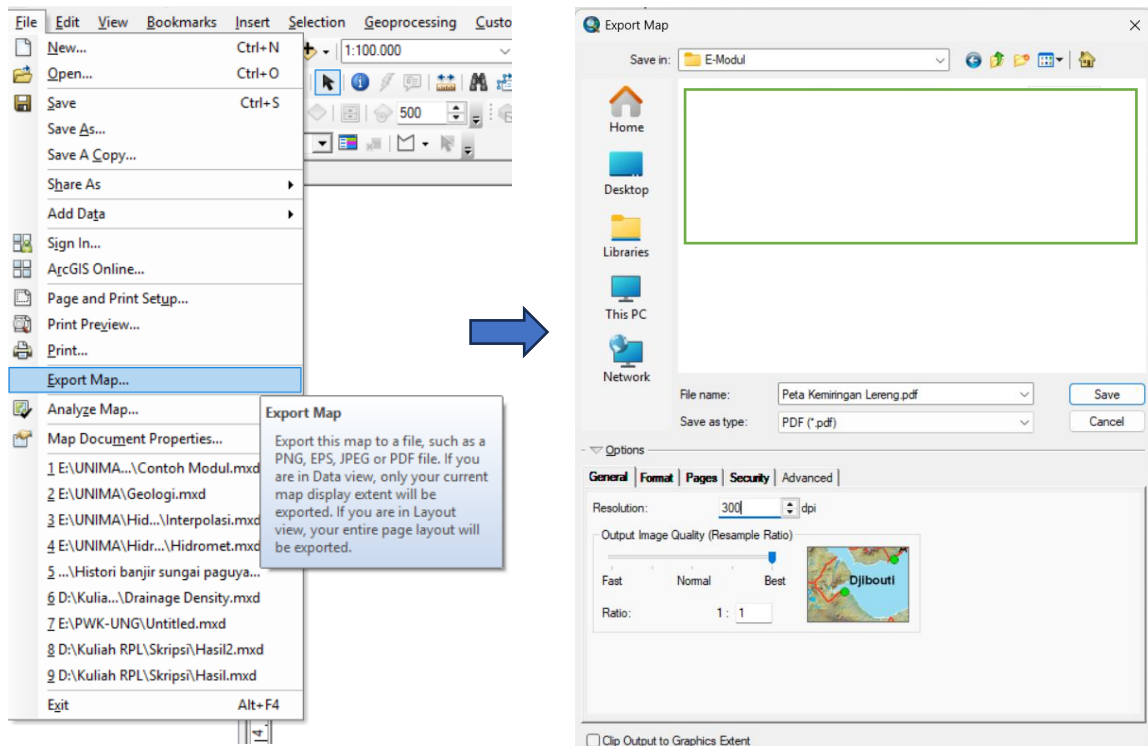 File Edit View Bookmarks Insert Selection Geoprocessing Custo
New... Ctrl+N
1:100.000
Open... Ctrl+O
Save Ctrl+S
500
Save As...
Save A Copy...
Share As
Add Data
Sign In...
ArcGIS Online...
Page and Print Setup...
Print Preview...
Print...
Export Map...
Analyze Map...
Map Document Properties...
1 E:\UNIMA...\Contoh Modul.mxd
2 E:\UNIMA\Geologi.mxd
3 E:\UNIMA\Hid...\Interpolasi.mxd
4 E:\UNIMA\Hidr...\Hidromet.mxd
5 ...\Histori banjir sungai paguya...
6 D:\Kulia...\Drainage Density.mxd
7 E:\PWK-UNG\Untitled.mxd
8 D:\Kuliah RPL\Skripsi\Hasil2.mxd
9 D:\Kuliah RPL\Skripsi\Hasil.mxd
Exit Alt+F4
4
Export Map
Export this map to a file, such as a
PNG, EPS, JPEG or PDF file. If you
are in Data view, only your current
map display extent will be
exported. If you are in Layout
view, your entire page layout will
be exported.
Export Map
Save in: E-Modul
Home
Desktop
Libraries
This PC
Network
File name: Peta Kemiringan Lereng.pdf Save
Save as type: PDF (*.pdf) Cancel
Options
General Format Pages Security Advanced
Resolution: 300 dpi
Output Image Quality (Resample Ratio)
Fast Normal Best
Djibouti
Ratio: 1 : 1
Clip Output to Graphics Extent